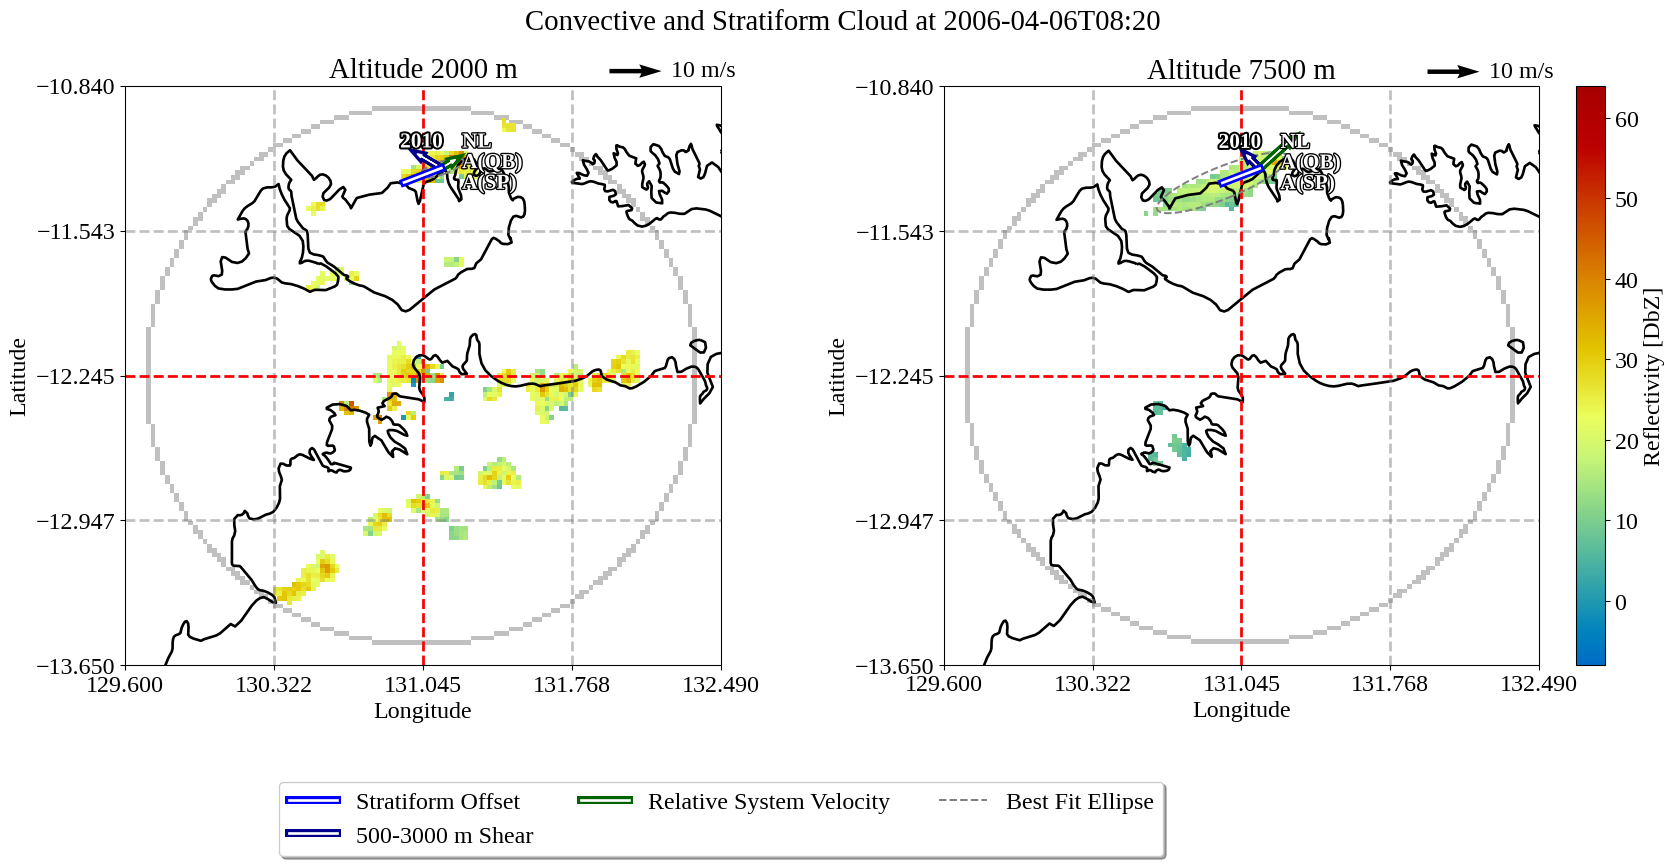 Convective and Stratiform Cloud at 2006-04-06T08:20
Altitude 2000 m
10 m/s
−10.840
−11.543
−12.245
−12.947
−13.650
Latitude
129.600
130.322
131.045
131.768
132.490
Longitude
2010
NL
A(QB)
A(SP)
Altitude 7500 m
10 m/s
−10.840
−11.543
−12.245
−12.947
−13.650
Latitude
129.600
130.322
131.045
131.768
132.490
Longitude
2010
NL
A(QB)
A(SP)
60
50
40
30
20
10
0
Reflectivity [DbZ]
Stratiform Offset
500-3000 m Shear
Relative System Velocity
Best Fit Ellipse